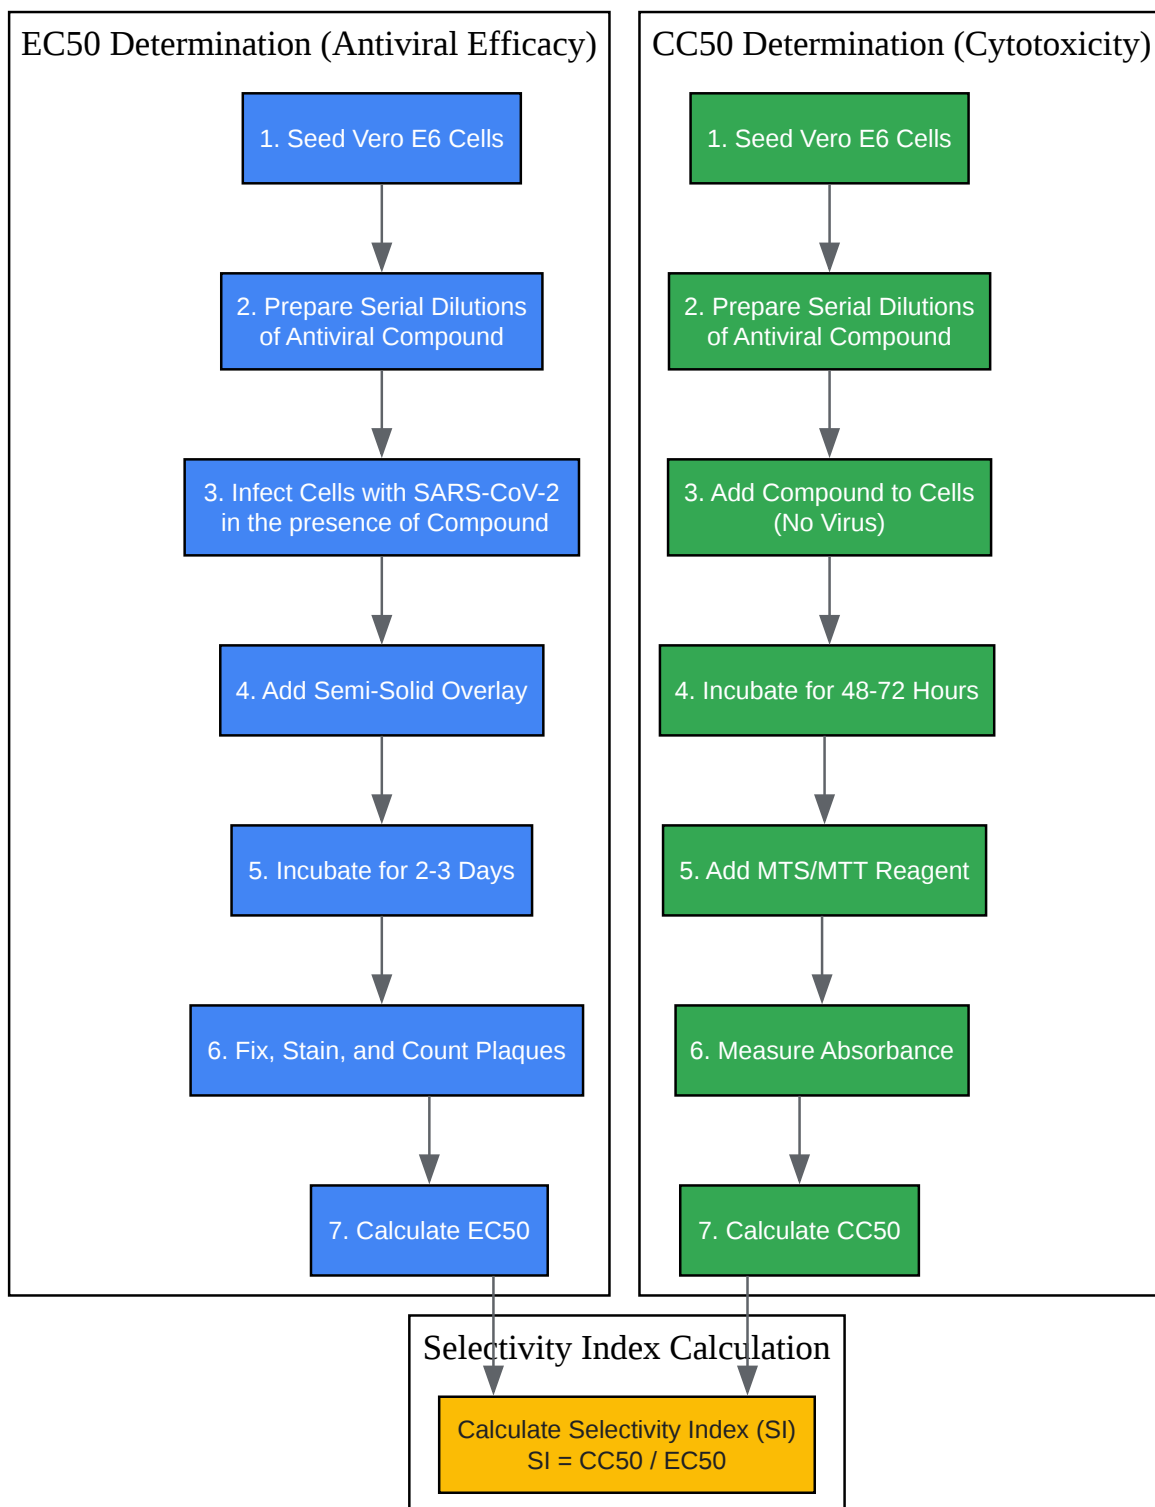 EC50 Determination (Antiviral Efficacy)
1. Seed Vero E6 Cells
2. Prepare Serial Dilutions
of Antiviral Compound
3. Infect Cells with SARS-CoV-2
in the presence of Compound
4. Add Semi-Solid Overlay
5. Incubate for 2-3 Days
6. Fix, Stain, and Count Plaques
7. Calculate EC50
CC50 Determination (Cytotoxicity)
1. Seed Vero E6 Cells
2. Prepare Serial Dilutions
of Antiviral Compound
3. Add Compound to Cells
(No Virus)
4. Incubate for 48-72 Hours
5. Add MTS/MTT Reagent
6. Measure Absorbance
7. Calculate CC50
Selectivity Index Calculation
Calculate Selectivity Index (SI)
SI = CC50 / EC50